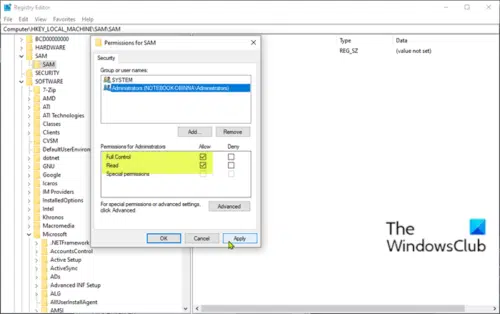 Registry Editor
File Edit View Favorites Help
Computer\HKEY_LOCAL_MACHINE\SAM\SAM
BCD00000000
HARDWARE
SAM
SAM
SECURITY
SOFTWARE
7-Zip
AMD
ATI
ATI Technologies
Classes
Clients
CVSM
DefaultUserEnviron
dotnet
GNU
Google
Icaros
IM Providers
InstalledOptions
Intel
Khronos
Macromedia
Microsoft
.NETFramework
AccountsControl
Active Setup
ActiveSync
ADs
Advanced INF Setup
ALG
AllUserInstallAgent
AMSI
Type Data
REG_SZ (value not set)
Permissions for SAM
Security
Group or user names:
SYSTEM
Administrators (NOTEBOOK-OBINNA\Administrators)
Add... Remove
Permissions for Administrators Allow Deny
Full Control
Read
Special permissions
For special permissions or advanced settings,
click Advanced.
Advanced
OK Cancel Apply
The
WindowsClub